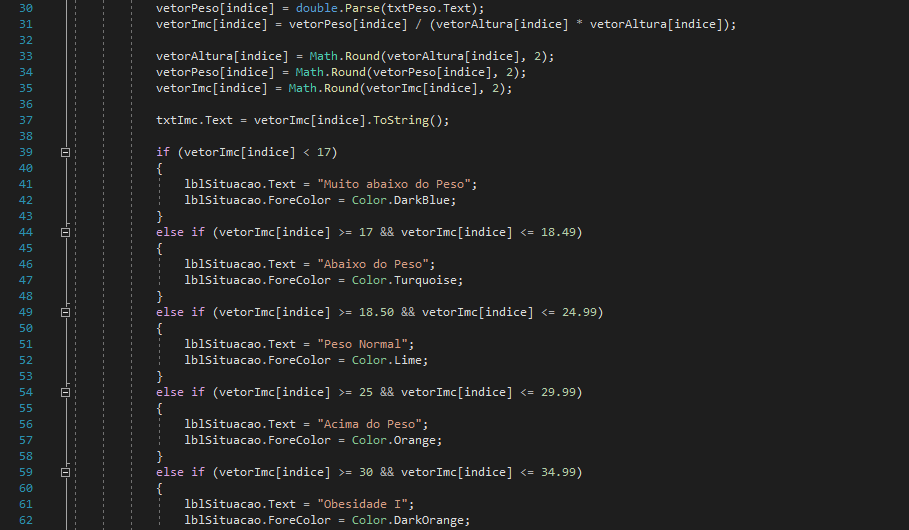 30 vetorPeso[indice] = double.Parse(txtPeso.Text);
31 vetorImc[indice] = vetorPeso[indice] / (vetorAltura[indice] * vetorAltura[indice]);
32
33 vetorAltura[indice] = Math.Round(vetorAltura[indice], 2);
34 vetorPeso[indice] = Math.Round(vetorPeso[indice], 2);
35 vetorImc[indice] = Math.Round(vetorImc[indice], 2);
36
37 txtImc.Text = vetorImc[indice].ToString();
38
39 if (vetorImc[indice] < 17)
40 {
41 lblSituacao.Text = "Muito abaixo do Peso";
42 lblSituacao.ForeColor = Color.DarkBlue;
43 }
44 else if (vetorImc[indice] >= 17 && vetorImc[indice] <= 18.49)
45 {
46 lblSituacao.Text = "Abaixo do Peso";
47 lblSituacao.ForeColor = Color.Turquoise;
48 }
49 else if (vetorImc[indice] >= 18.50 && vetorImc[indice] <= 24.99)
50 {
51 lblSituacao.Text = "Peso Normal";
52 lblSituacao.ForeColor = Color.Lime;
53 }
54 else if (vetorImc[indice] >= 25 && vetorImc[indice] <= 29.99)
55 {
56 lblSituacao.Text = "Acima do Peso";
57 lblSituacao.ForeColor = Color.Orange;
58 }
59 else if (vetorImc[indice] >= 30 && vetorImc[indice] <= 34.99)
60 {
61 lblSituacao.Text = "Obesidade I";
62 lblSituacao.ForeColor = Color.DarkOrange;